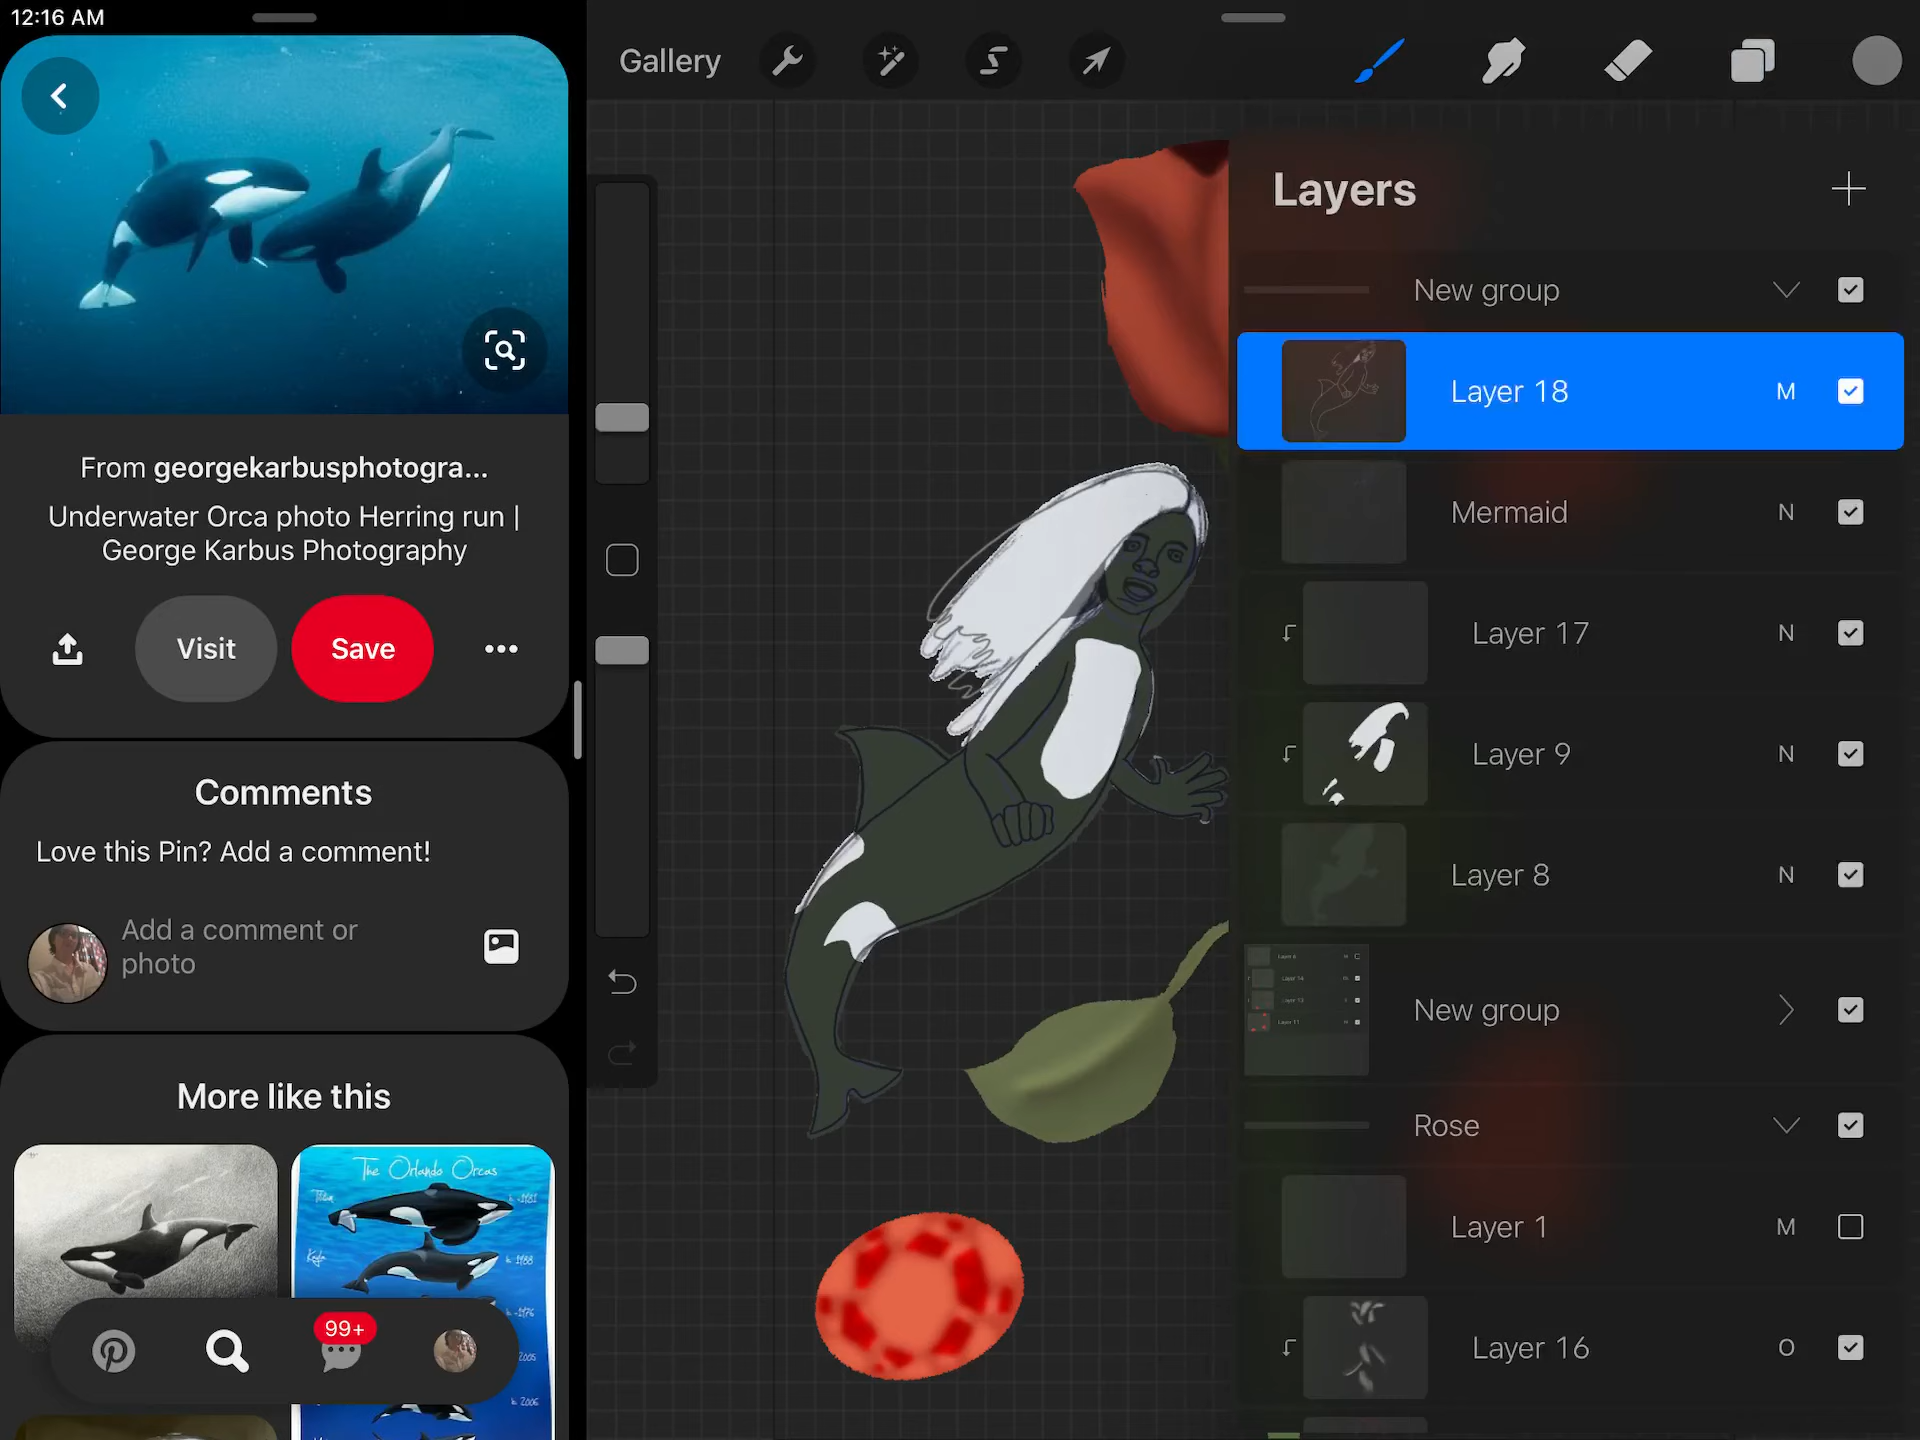 12:16 AM
From georgekarbusphotogra...
Underwater Orca photo Herring run |
George Karbus Photography
Visit
Save
Comments
Love this Pin? Add a comment!
Add a comment or
photo
More like this
The Orlando Orcas
99+
Gallery
Layers
New group
Layer 18 M
Mermaid N
Layer 17 N
Layer 9 N
Layer 8 N
New group
Rose
Layer 1 M
Layer 16 O